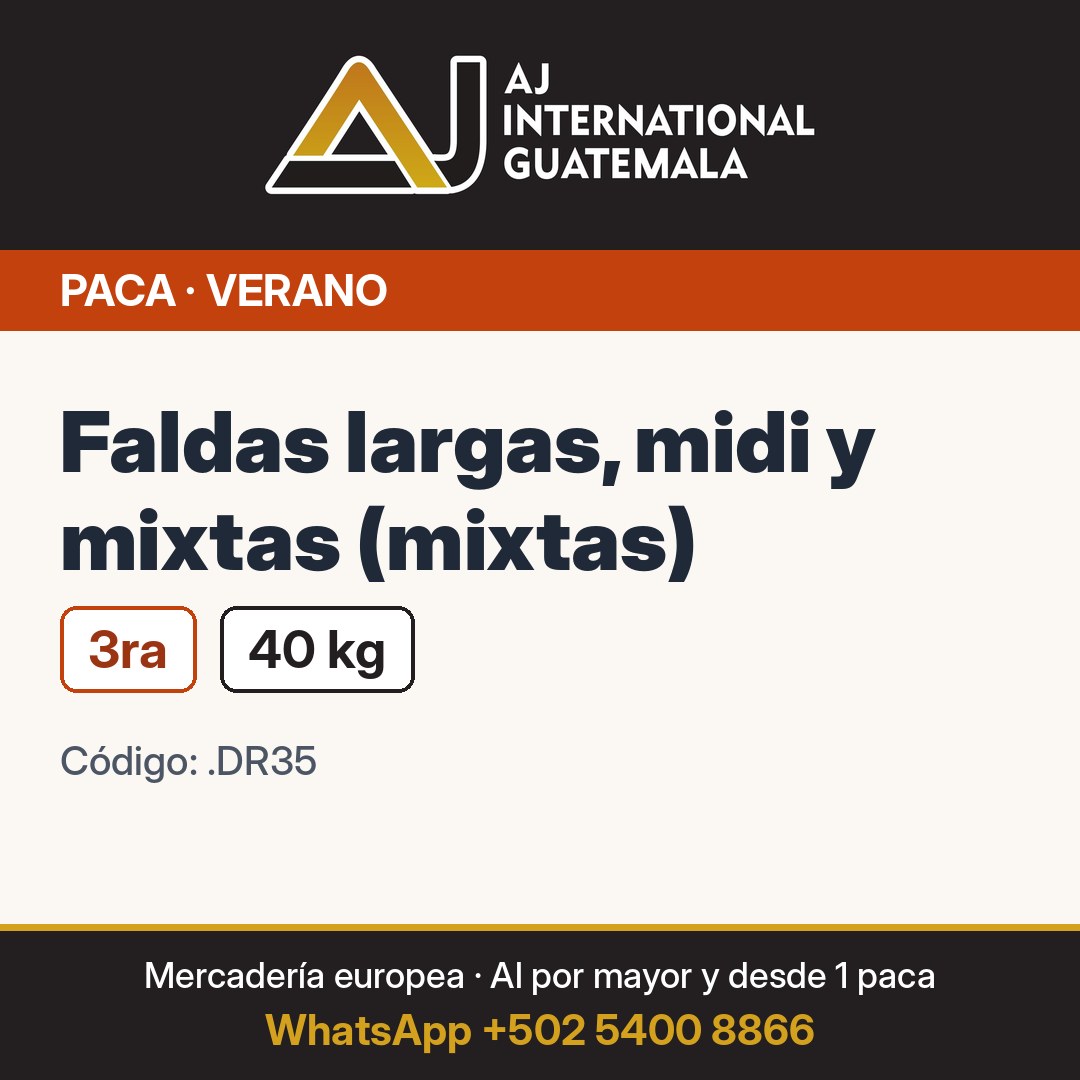 AJ
AJ
INTERNATIONAL
GUATEMALA
PACA · VERANO
Faldas largas, midi y
mixtas (mixtas)
3ra
40 kg
Código: .DR35
Mercadería europea · Al por mayor y desde 1 paca
WhatsApp +502 5400 8866